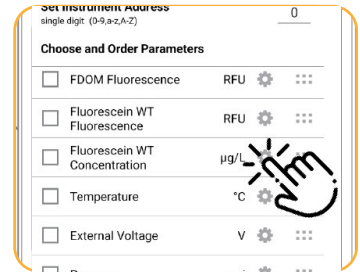 Set Instrument Address
single digit (0-9,a-z,A-Z)
0
Choose and Order Parameters
FDOM Fluorescence RFU
Fluorescein WT
Fluorescence RFU
Fluorescein WT
Concentration µg/L
Temperature °C
External Voltage V